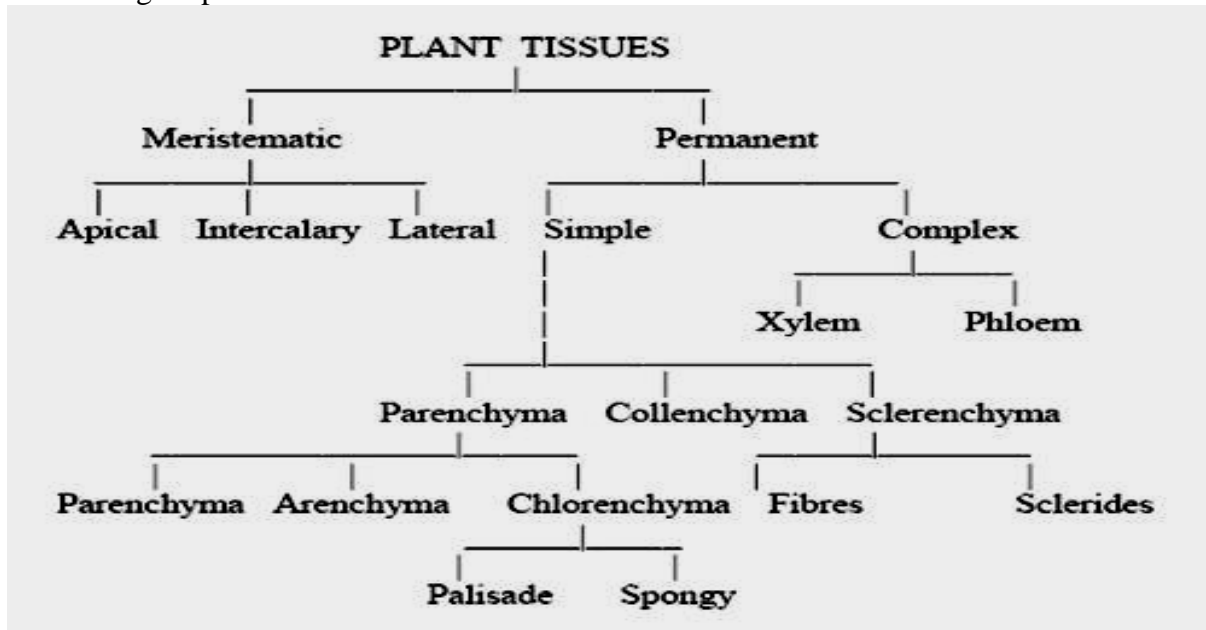 PLANT TISSUES
Meristematic Permanent
Apical Intercalary Lateral Simple Complex
Xylem Phloem
Parenchyma Collenchyma Sclerenchyma
Parenchyma Arenchyma Chlorenchyma Fibres Sclerides
Palisade Spongy